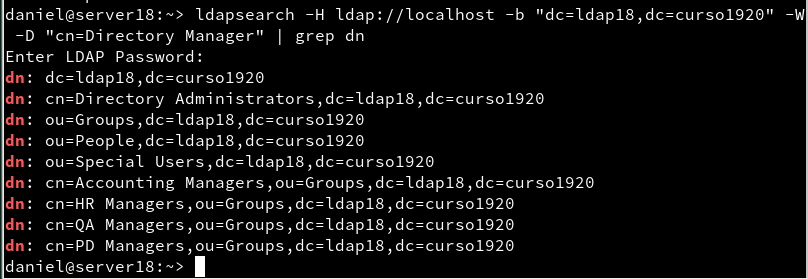 daniel@server18:~> ldapsearch -H ldap://localhost -b "dc=ldap18,dc=curso1920" -W
-D "cn=Directory Manager" | grep dn
Enter LDAP Password:
dn: dc=ldap18,dc=curso1920
dn: cn=Directory Administrators,dc=ldap18,dc=curso1920
dn: ou=Groups,dc=ldap18,dc=curso1920
dn: ou=People,dc=ldap18,dc=curso1920
dn: ou=Special Users,dc=ldap18,dc=curso1920
dn: cn=Accounting Managers,ou=Groups,dc=ldap18,dc=curso1920
dn: cn=HR Managers,ou=Groups,dc=ldap18,dc=curso1920
dn: cn=QA Managers,ou=Groups,dc=ldap18,dc=curso1920
dn: cn=PD Managers,ou=Groups,dc=ldap18,dc=curso1920
daniel@server18:~>